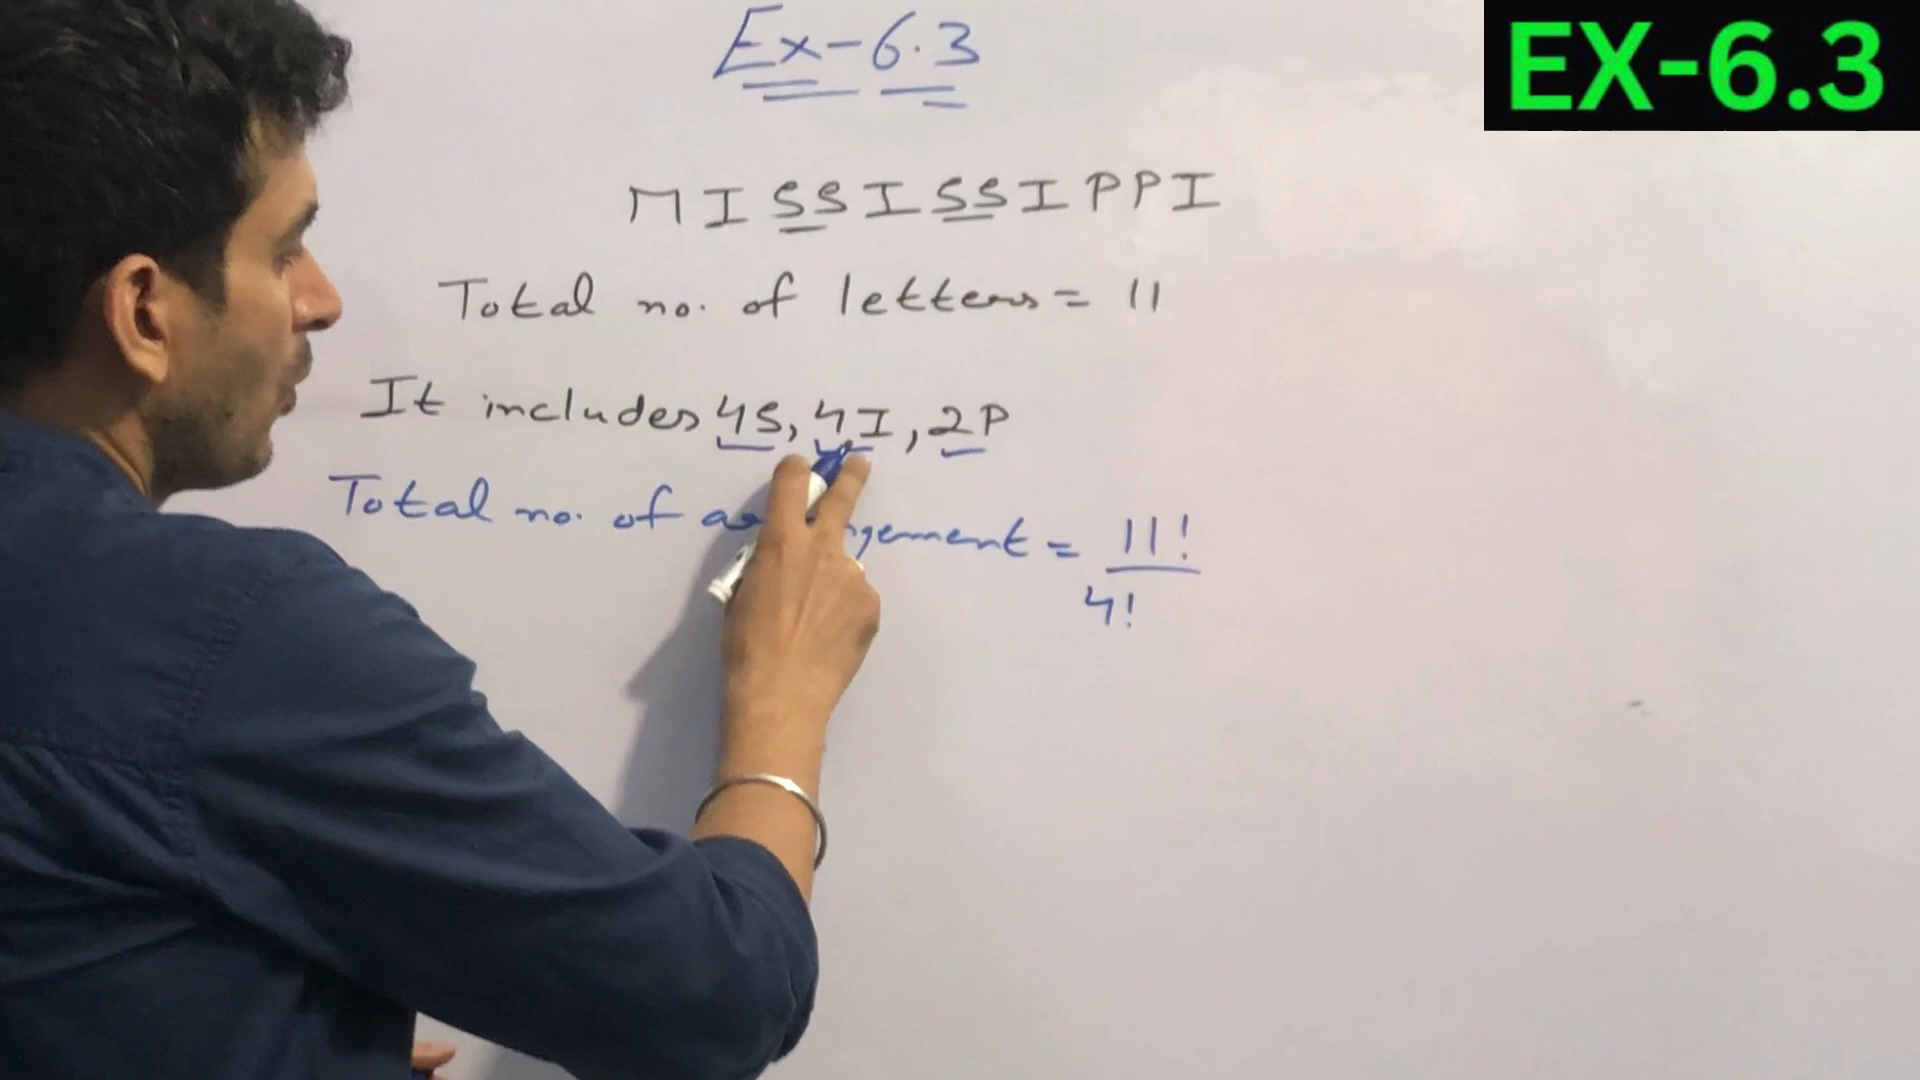 Ex-6.3
EX-6.3
MISSISSIPPI
Total no. of letters = 11
It includes 4S, 4I, 2P
Total no. of = 11!
4!